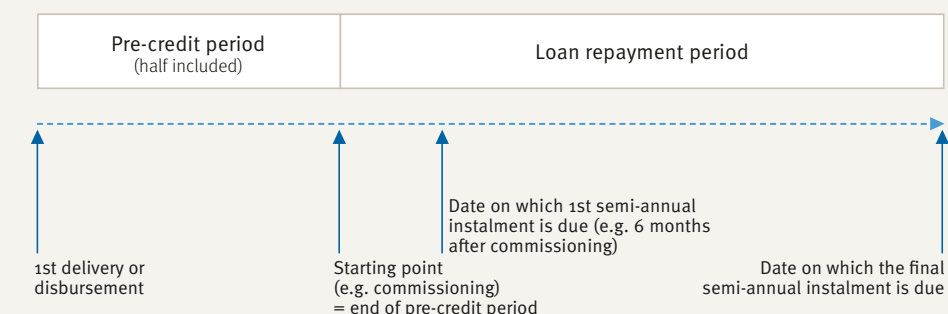 Pre-credit period
(half included)
Loan repayment period
Date on which 1st semi-annual
instalment is due (e.g. 6 months
after commissioning)
1st delivery or
disbursement
Starting point
(e.g. commissioning)
= end of pre-credit period
Date on which the final
semi-annual instalment is due